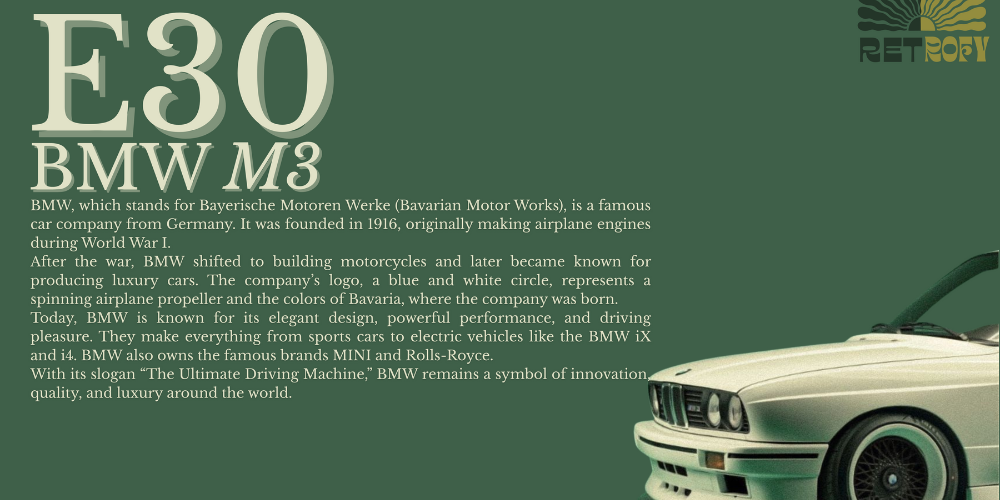 E30
RETROFY
BMW M3
BMW, which stands for Bayerische Motoren Werke (Bavarian Motor Works), is a famous
car company from Germany. It was founded in 1916, originally making airplane engines
during World War I.
After the war, BMW shifted to building motorcycles and later became known for
producing luxury cars. The company's logo, a blue and white circle, represents a
spinning airplane propeller and the colors of Bavaria, where the company was born.
Today, BMW is known for its elegant design, powerful performance, and driving
pleasure. They make everything from sports cars to electric vehicles like the BMW iX
and i4. BMW also owns the famous brands MINI and Rolls-Royce.
With its slogan “The Ultimate Driving Machine,” BMW remains a symbol of innovation,
quality, and luxury around the world.